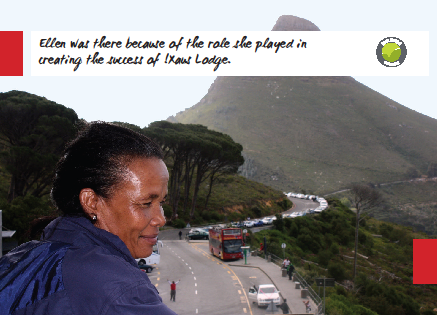 Ellen was there because of the role she played in
creating the success of !Xaus Lodge.